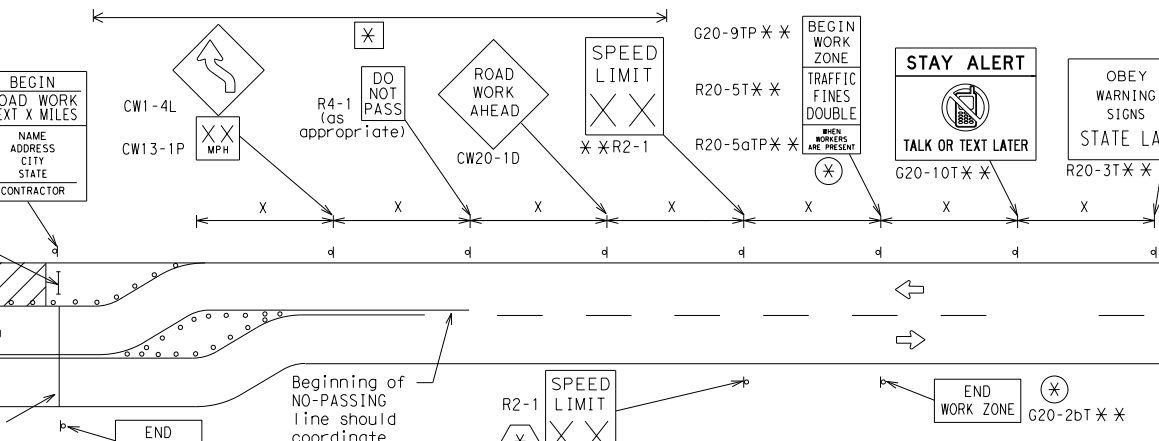 BEGIN
ROAD WORK
NEXT X MILES
NAME
ADDRESS
CITY
STATE
CONTRACTOR
CW1-4L
CW13-1P
XX
MPH
*
R4-1
(as
appropriate)
DO
NOT
PASS
ROAD
WORK
AHEAD
CW20-1D
SPEED
LIMIT
X X
**R2-1
G20-9TP**
R20-5T**
R20-5aTP**
BEGIN
WORK
ZONE
TRAFFIC
FINES
DOUBLE
WHEN
WORKERS
ARE PRESENT
*
STAY ALERT
TALK OR TEXT LATER
G20-10T**
OBEY
WARNING
SIGNS
STATE LA
R20-3T**
X X X X X X X
Beginning of
NO-PASSING
line should
coordinate
R2-1
SPEED
LIMIT
X X
*
END
WORK ZONE
*
G20-2bT**
END